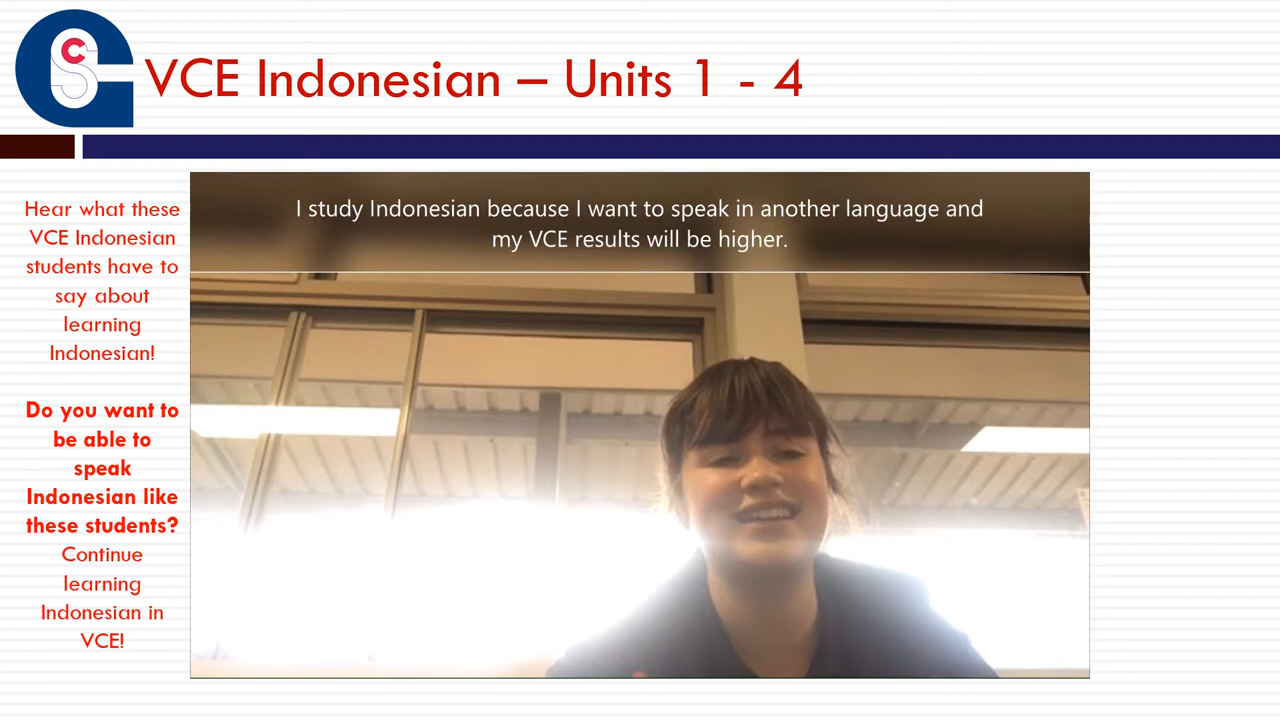 VCE Indonesian – Units 1 - 4
Hear what these
VCE Indonesian
students have to
say about
learning
Indonesian!
Do you want to
be able to
speak
Indonesian like
these students?
Continue
learning
Indonesian in
VCE!
I study Indonesian because I want to speak in another language and
my VCE results will be higher.